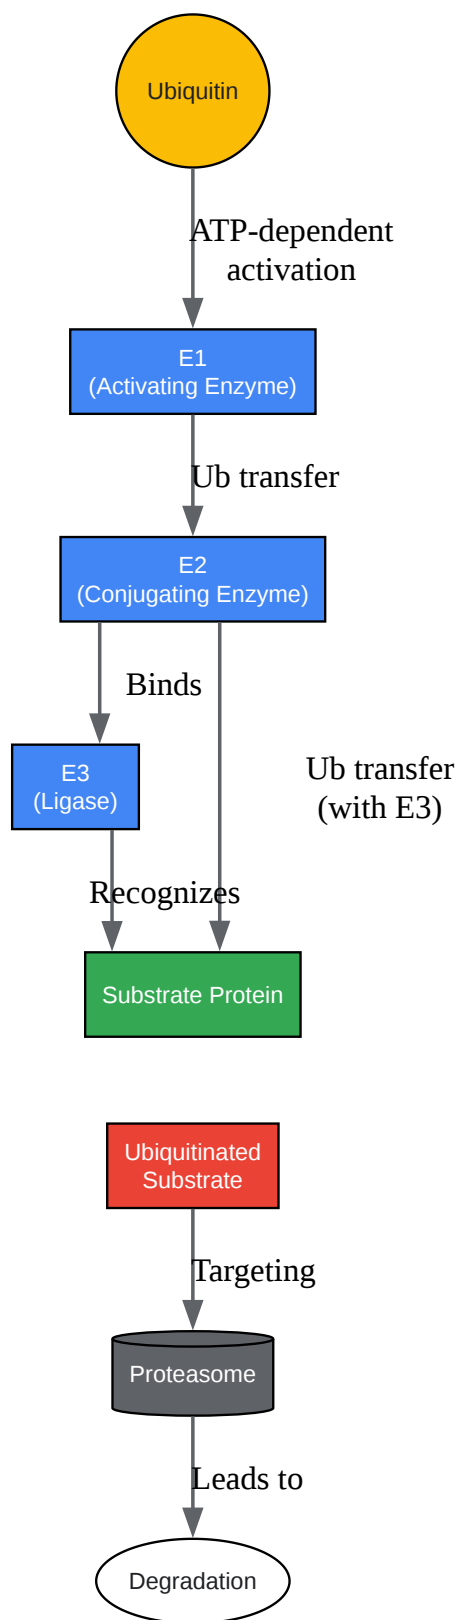 Ubiquitin
ATP-dependent
activation
E1
(Activating Enzyme)
Ub transfer
E2
(Conjugating Enzyme)
Binds
E3
(Ligase)
Ub transfer
(with E3)
Recognizes
Substrate Protein
Ubiquitinated
Substrate
Targeting
Proteasome
Leads to
Degradation